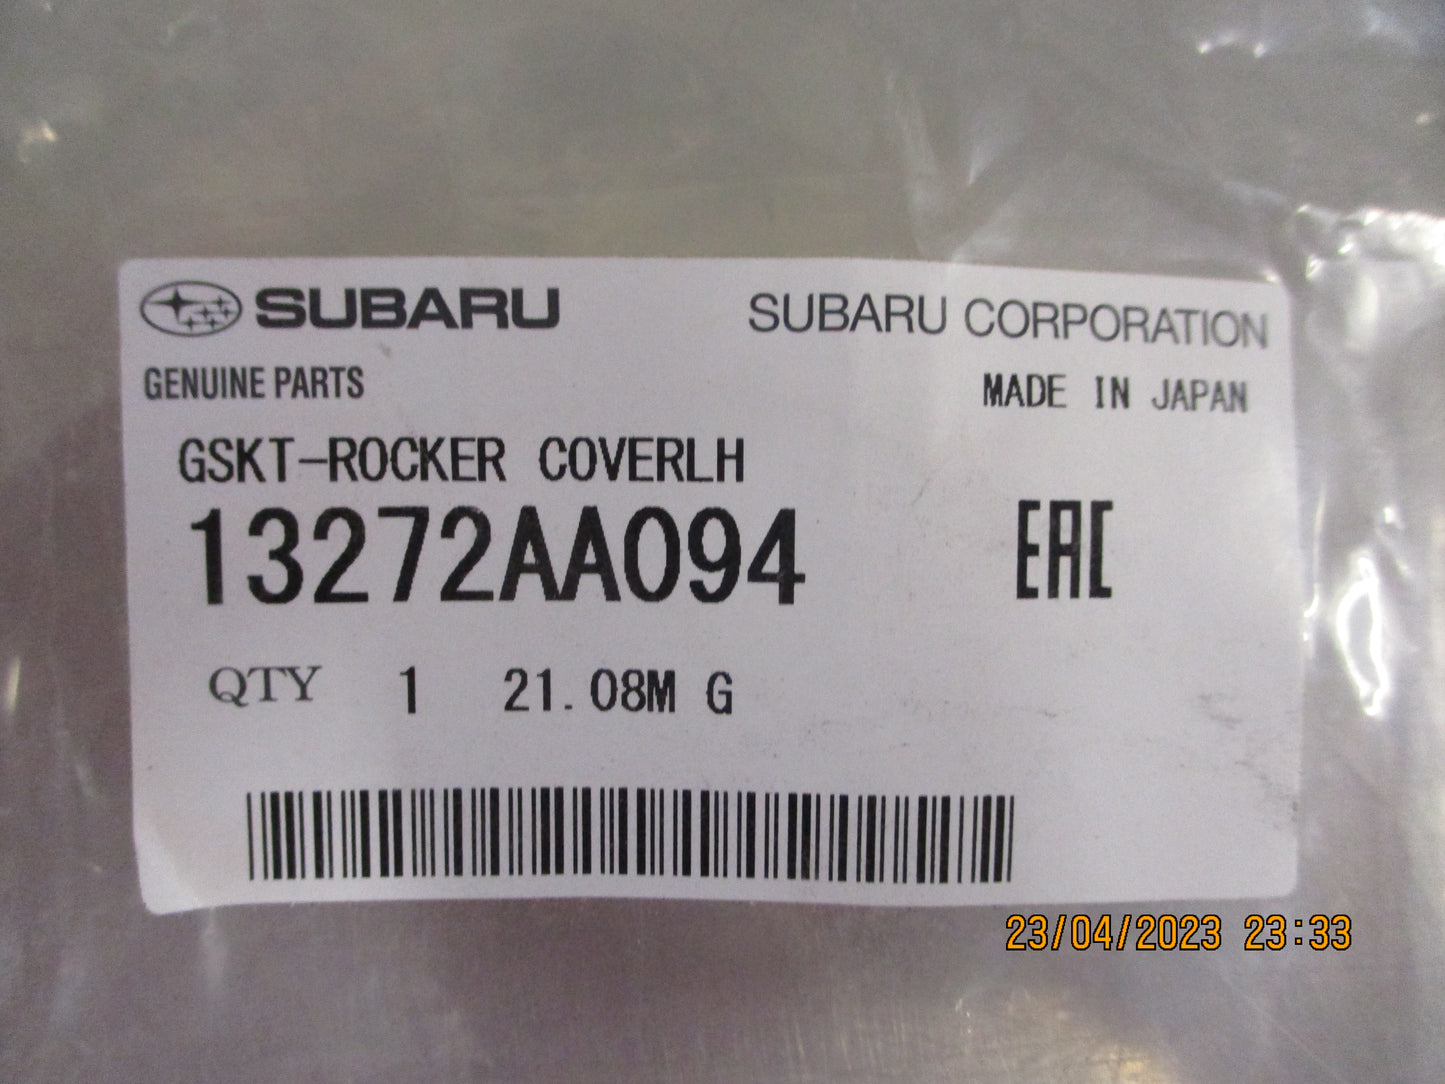 SUBARU SUBARU CORPORATION
GENUINE PARTS MADE IN JAPAN
GSKT-ROCKER COVERLH
13272AA094 EAC
QTY 1 21.08M G
23/04/2023 23:33